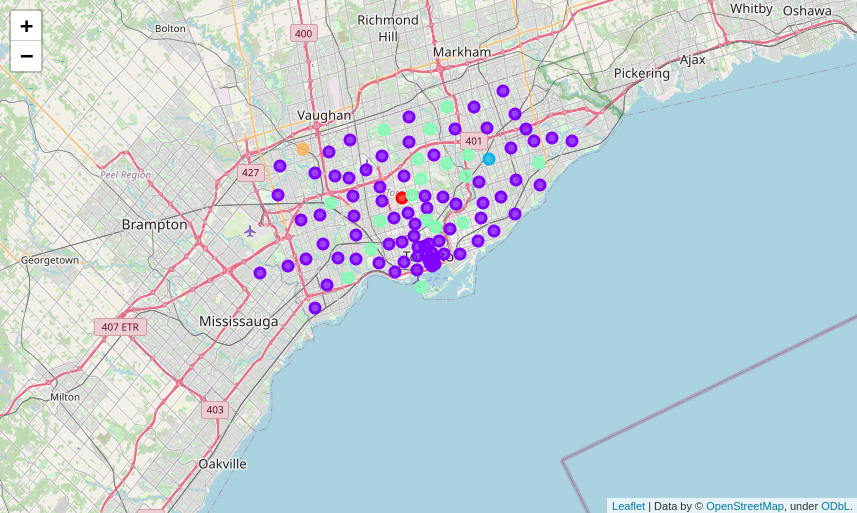 +
−
Whitby
Oshawa
Bolton
400
Richmond
Hill
Markham
Ajax
Pickering
Vaughan
401
427
Peel Region
Brampton
Georgetown
Mississauga
407 ETR
Milton
403
Oakville
Leaflet | Data by © OpenStreetMap, under ODbL.